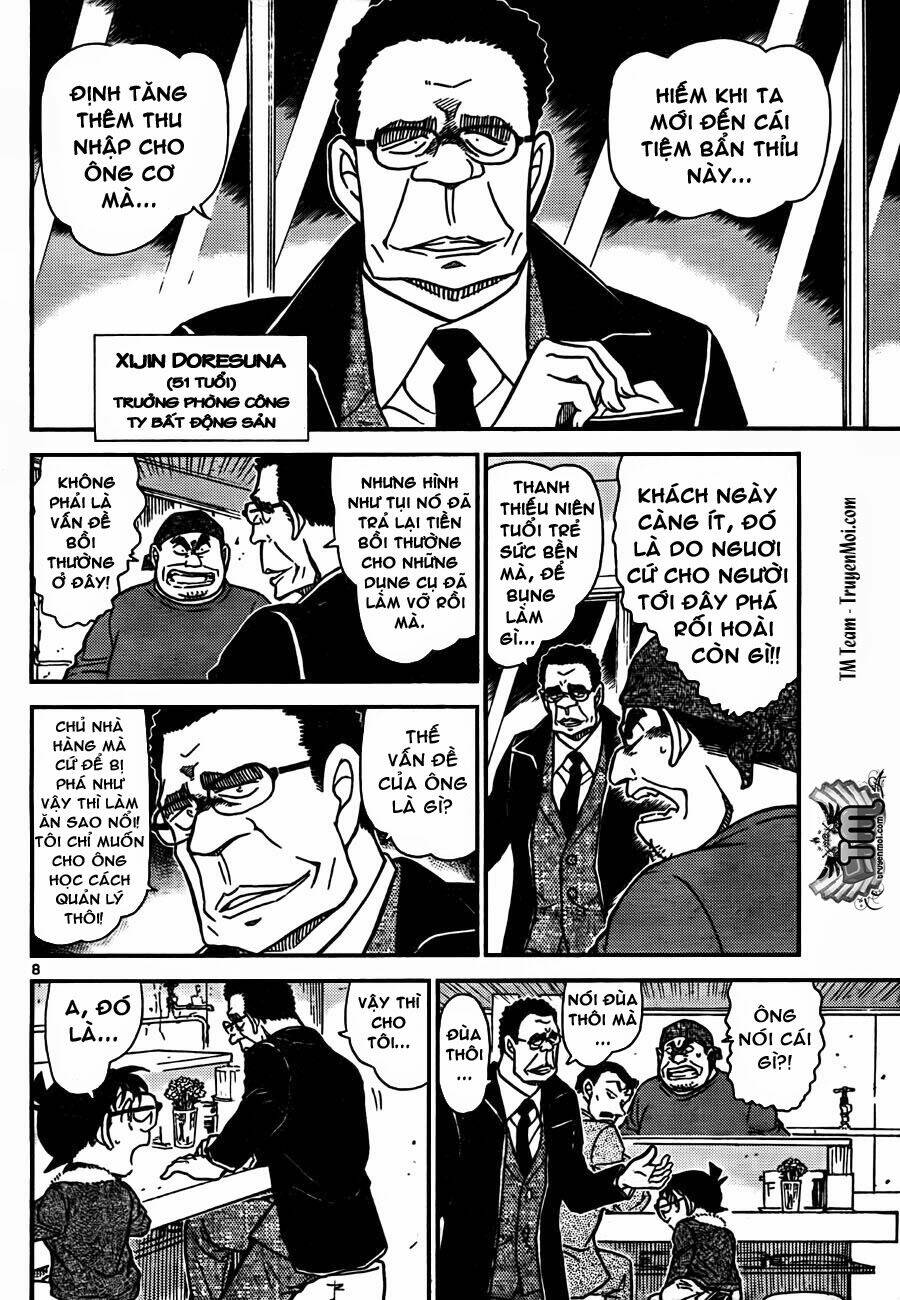 HIẾM KHI TA
MỚI ĐẾN CÁI
TIỆM BẨN THỈU
NÀY...
ĐỊNH TĂNG
THÊM THU
NHẬP CHO
ÔNG CƠ
MÀ...
XIJIN DORESUNA
(51 TUỔI)
TRƯỞNG PHÒNG CÔNG
TY BẤT ĐỘNG SẢN
KHÁCH NGÀY
CÀNG ÍT, ĐÓ
LÀ DO NGUƠI
CỨ CHO NGƯỜI
TỚI ĐÂY PHÁ
RỐI HOÀI
CÒN GÌ!!
THANH
THIẾU NIÊN
TUỔI TRẺ
SỨC BỀN
MÀ, ĐỂ
BỤNG
LÀM
GÌ...
NHƯNG HÌNH
NHƯ TỤI NÓ ĐÃ
TRẢ LẠI TIỀN
BỒI THƯỜNG
CHO NHỮNG
DỤNG CỤ ĐÃ
LÀM VỠ RỒI
MÀ.
KHÔNG
PHẢI LÀ
VẤN ĐỀ
BỒI
THƯỜNG
Ở ĐÂY!
THẾ
VẤN ĐỀ
CỦA ÔNG
LÀ GÌ?
CHỦ NHÀ
HÀNG MÀ
CỨ ĐỂ BỊ
PHÁ NHƯ
VẬY THÌ LÀM
ĂN SAO NỔI!
TÔI CHỈ MUỐN
CHO ÔNG
HỌC CÁCH
QUẢN LÝ
THÔI!
8
ÔNG
NÓI CÁI
GÌ?!
NÓI ĐÙA
THÔI MÀ
...
ĐÙA
THÔI
...
VẬY THÌ
CHO
TÔI...
A, ĐÓ
LÀ...
TM Team - TruyenMoi.com
TM
truyenmoi.com